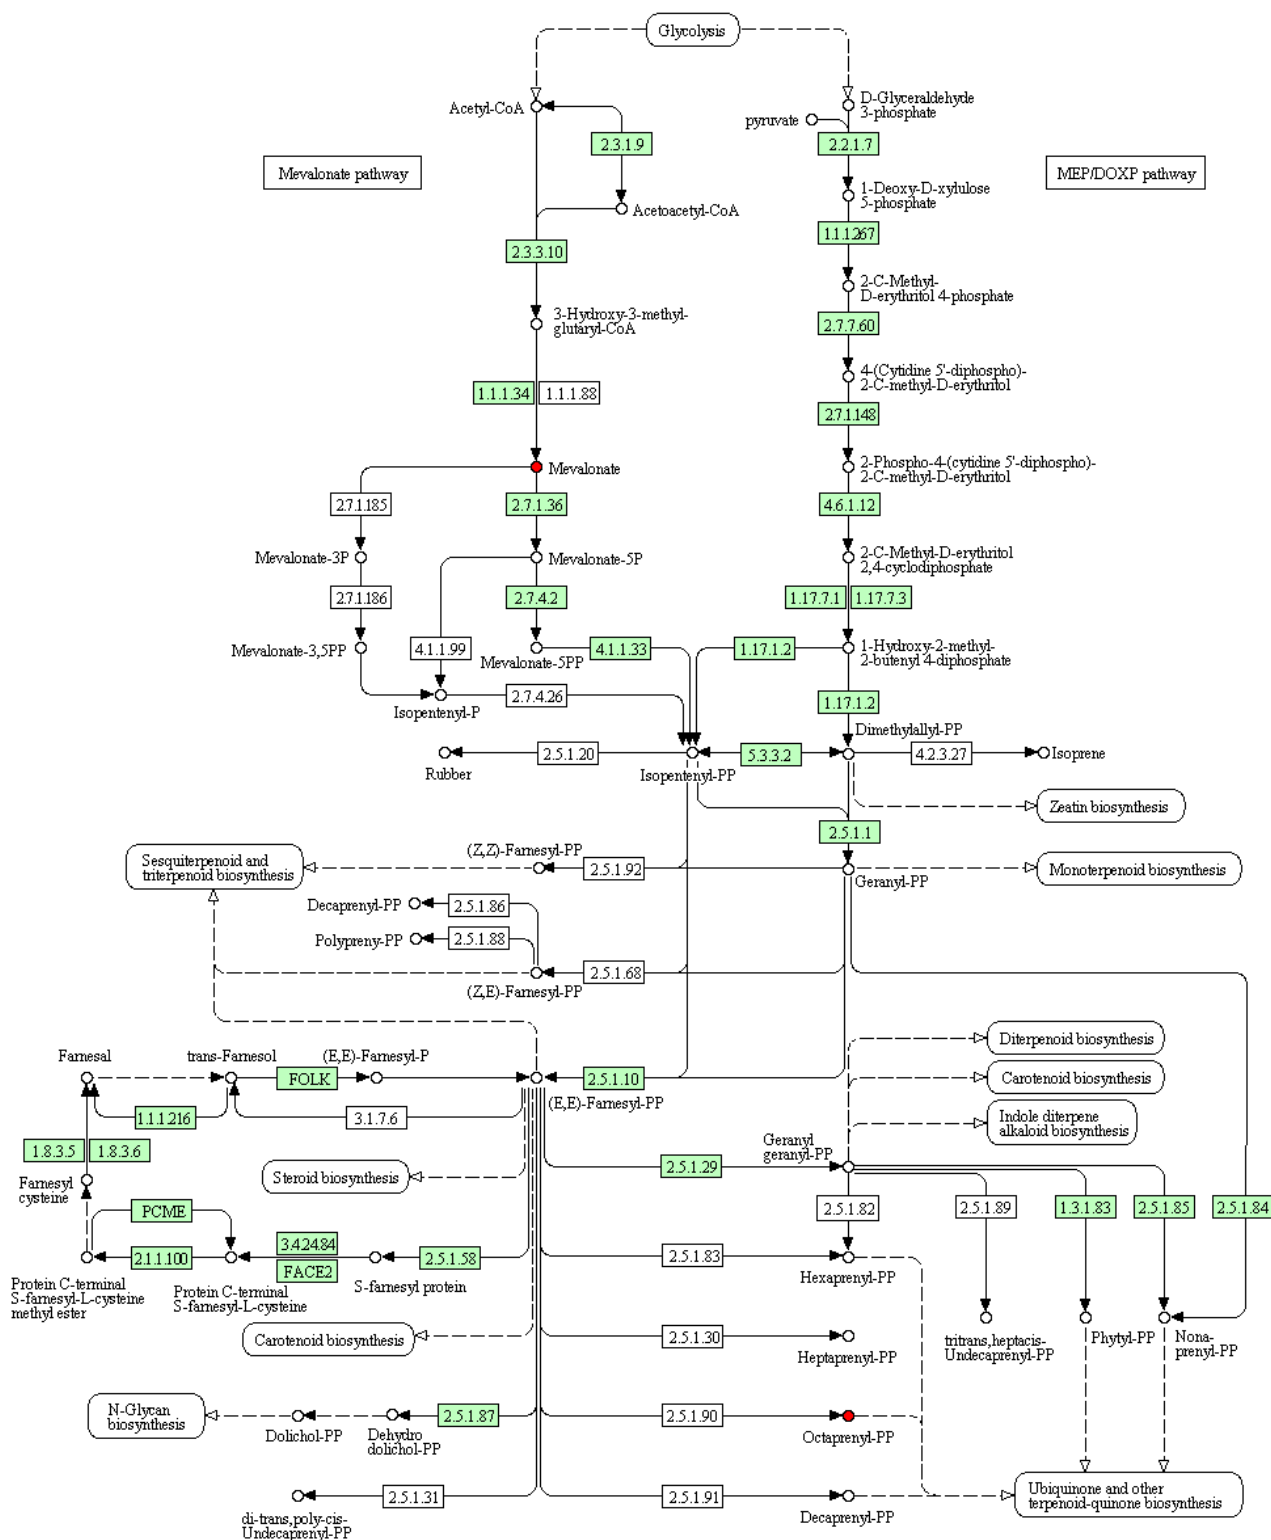 Glycolysis
Acetyl-CoA
D-Glyceraldehyde
3-phosphate
pyruvate
2.3.1.9
2.2.1.7
Mevalonate pathway
MEP/DOXP pathway
1-Deoxy-D-xylulose
5-phosphate
Acetoacetyl-CoA
1.1.1.267
2.3.3.10
2-C-Methyl-
D-erythritol 4-phosphate
3-Hydroxy-3-methyl-
glutaryl-CoA
2.7.7.60
4-(Cytidine 5'-diphospho)-
2-C-methyl-D-erythritol
1.1.1.34
1.1.1.88
2.7.1.148
Mevalonate
2-Phospho-4-(cytidine 5'-diphospho)-
2-C-methyl-D-erythritol
2.7.1.185
2.7.1.36
4.6.1.12
Mevalonate-3P
Mevalonate-5P
2-C-Methyl-D-erythritol
2,4-cyclodiphosphate
2.7.1.186
2.7.4.2
1.17.7.1
1.17.7.3
Mevalonate-3,5PP
4.1.1.99
Mevalonate-5PP
4.1.1.33
1.17.1.2
1-Hydroxy-2-methyl-
2-butenyl 4-diphosphate
Isopentenyl-P
2.7.4.26
1.17.1.2
Dimethylallyl-PP
Rubber
2.5.1.20
Isopentenyl-PP
5.3.3.2
4.2.3.27
Isoprene
Zeatin biosynthesis
2.5.1.1
Sesquiterpenoid and
triterpenoid biosynthesis
(Z,Z)-Farnesyl-PP
2.5.1.92
Geranyl-PP
Monoterpenoid biosynthesis
Decaprenyl-PP
2.5.1.86
Polypreny-PP
2.5.1.88
2.5.1.68
(Z,E)-Farnesyl-PP
Diterpenoid biosynthesis
Farnesal
trans-Farnesol
(E,E)-Farnesyl-P
FOLK
2.5.1.10
Carotenoid biosynthesis
(E,E)-Farnesyl-PP
1.1.1.216
3.1.7.6
Indole diterpene
alkaloid biosynthesis
1.8.3.5
1.8.3.6
Geranyl
geranyl-PP
Farnesyl
cysteine
Steroid biosynthesis
2.5.1.29
PCME
2.5.1.82
2.5.1.89
1.3.1.83
2.5.1.85
2.5.1.84
3.4.24.84
2.1.1.100
FACE2
2.5.1.58
2.5.1.83
Protein C-terminal
S-farnesyl-L-cysteine
methyl ester
Protein C-terminal
S-farnesyl-L-cysteine
S-farnesyl protein
Hexaprenyl-PP
Carotenoid biosynthesis
2.5.1.30
Heptaprenyl-PP
tritrans,heptacis-
Undecaprenyl-PP
Phytyl-PP
Nona-
prenyl-PP
N-Glycan
biosynthesis
Dolichol-PP
Dehydro
dolichol-PP
2.5.1.87
2.5.1.90
Octaprenyl-PP
2.5.1.31
di-trans,poly-cis-
Undecaprenyl-PP
2.5.1.91
Decaprenyl-PP
Ubiquinone and other
terpenoid-quinone biosynthesis